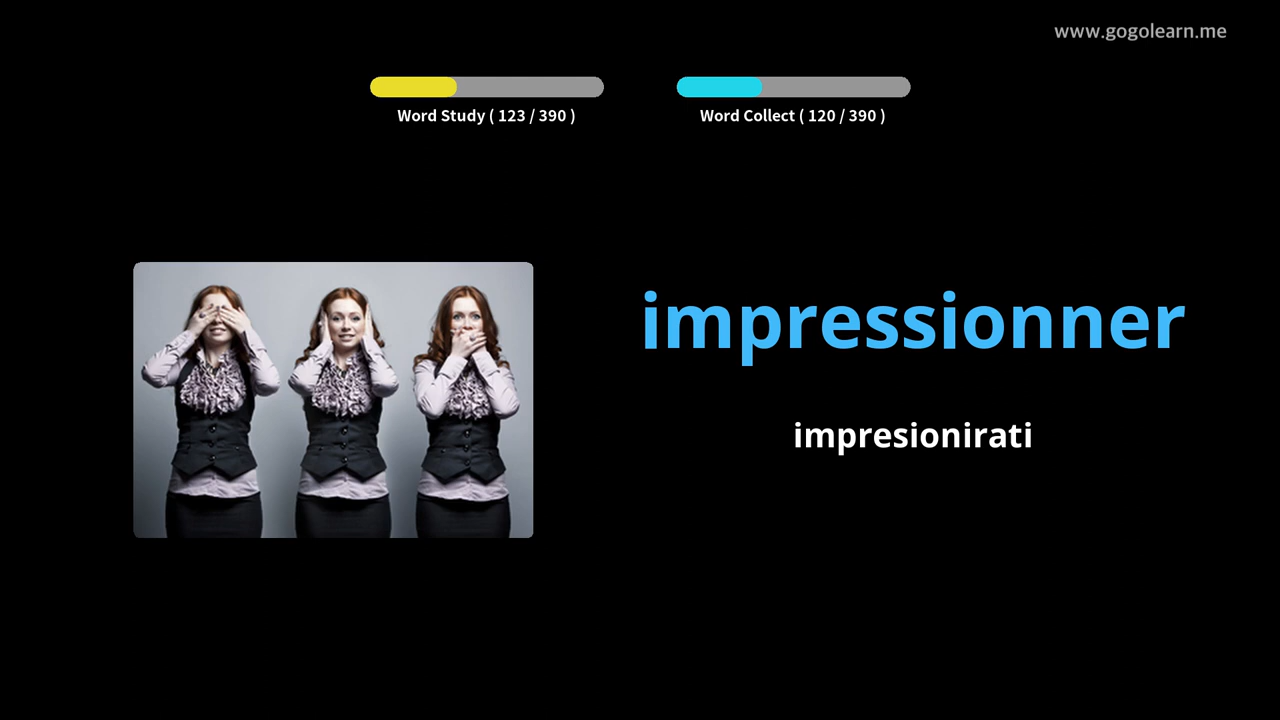 www.gogolearn.me
Word Study ( 123 / 390 )
Word Collect ( 120 / 390 )
impressionner
impresionirati